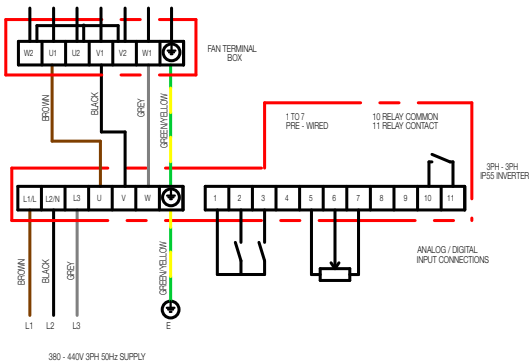 W2 U1 U2 V1 V2 W1
FAN TERMINAL
BOX
BROWN
BLACK
GREY
GREEN/YELLOW
1 TO 7
PRE - WIRED
10 RELAY COMMON
11 RELAY CONTACT
3PH - 3PH
IP55 INVERTER
L1/L L2/N L3 U V W
1 2 3 4 5 6 7 8 9 10 11
BROWN
BLACK
GREY
GREEN/YELLOW
ANALOG / DIGITAL
INPUT CONNECTIONS
L1 L2 L3 E
380 - 440V 3PH 50Hz SUPPLY